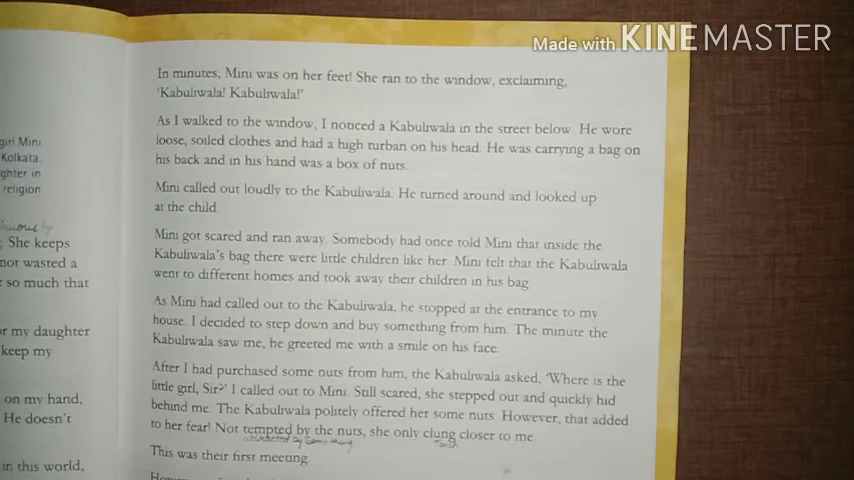 Made with KINEMASTER
In minutes, Mini was on her feet! She ran to the window, exclaiming,
'Kabuliwala! Kabuliwala!'
As I walked to the window, I noticed a Kabuliwala in the street below. He wore
loose, soiled clothes and had a high turban on his head. He was carrying a bag on
his back and in his hand was a box of nuts.
Mini called out loudly to the Kabuliwala. He turned around and looked up
at the child.
Mini got scared and ran away. Somebody had once told Mini that inside the
Kabuliwala's bag there were little children like her. Mini felt that the Kabuliwala
went to different homes and took away their children in his bag.
As Mini had called out to the Kabuliwala, he stopped at the entrance to my
house. I decided to step down and buy something from him. The minute the
Kabuliwala saw me, he greeted me with a smile on his face.
After I had purchased some nuts from him, the Kabuliwala asked, 'Where is the
little girl, Sir?' I called out to Mini. Still scared, she stepped out and quickly hid
behind me. The Kabuliwala politely offered her some nuts. However, that added
to her fear! Not tempted by the nuts, she only clung closer to me.
attracted by something
This was their first meeting.
girl Mini
Kolkata.
ghter in
religion
She keeps
not wasted a
so much that
or my daughter
keep my
on my hand,
He doesn't
in this world,